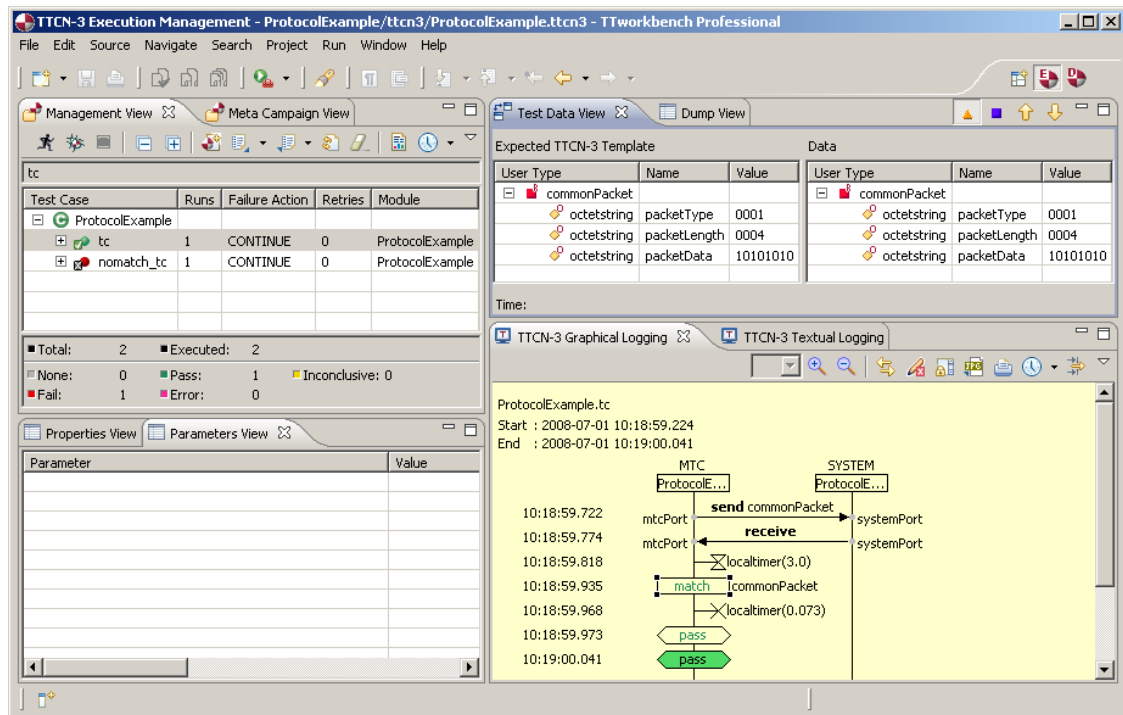 TTCN-3 Execution Management - ProtocolExample/ttcn3/ProtocolExample.ttcn3 - TTworkbench Professional
File Edit Source Navigate Search Project Run Window Help
Management View
Meta Campaign View
tc
Test Case Runs Failure Action Retries Module
ProtocolExample
tc 1 CONTINUE 0 ProtocolExample
nomatch_tc 1 CONTINUE 0 ProtocolExample
Total: 2 Executed: 2
None: 0 Pass: 1 Inconclusive: 0
Fail: 1 Error: 0
Properties View
Parameters View
Parameter Value
Test Data View
Dump View
Expected TTCN-3 Template
User Type Name Value
commonPacket
octetstring packetType 0001
octetstring packetLength 0004
octetstring packetData 10101010
Data
User Type Name Value
commonPacket
octetstring packetType 0001
octetstring packetLength 0004
octetstring packetData 10101010
Time:
TTCN-3 Graphical Logging
TTCN-3 Textual Logging
JPG
ProtocolExample.tc
Start : 2008-07-01 10:18:59.224
End : 2008-07-01 10:19:00.041
MTC SYSTEM
ProtocolE... ProtocolE...
10:18:59.722 mtcPort send commonPacket systemPort
10:18:59.774 mtcPort receive systemPort
10:18:59.818 localtimer(3.0)
10:18:59.935 match commonPacket
10:18:59.968 localtimer(0.073)
10:18:59.973 pass
10:19:00.041 pass